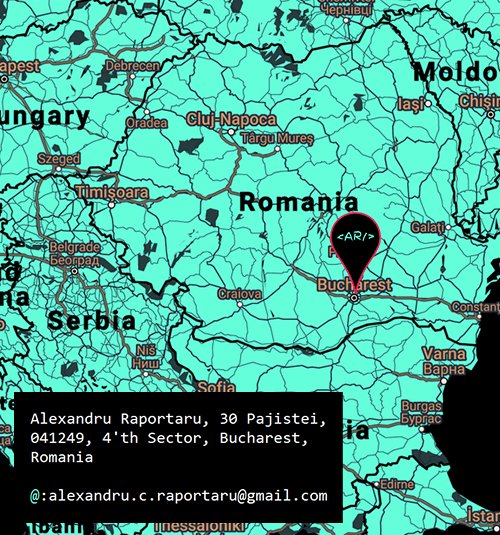 Чернівці
Moldo
apest
Debrecen
Iași
Chișin
ungary
Oradea
Cluj-Napoca
Târgu Mureș
Szeged
Timișoara
Romania
Galați
<AR/>
Belgrade
Београд
Craiova
Bucharest
Constanț
Serbia
Niš
Ниш
Varna
Варна
Sofia
Burgas
Бургас
Alexandru Raportaru, 30 Pajistei,
041249, 4'th Sector, Bucharest,
Romania
@:alexandru.c.raportaru@gmail.com
ia
Edirne
İstan
Thessaloniki